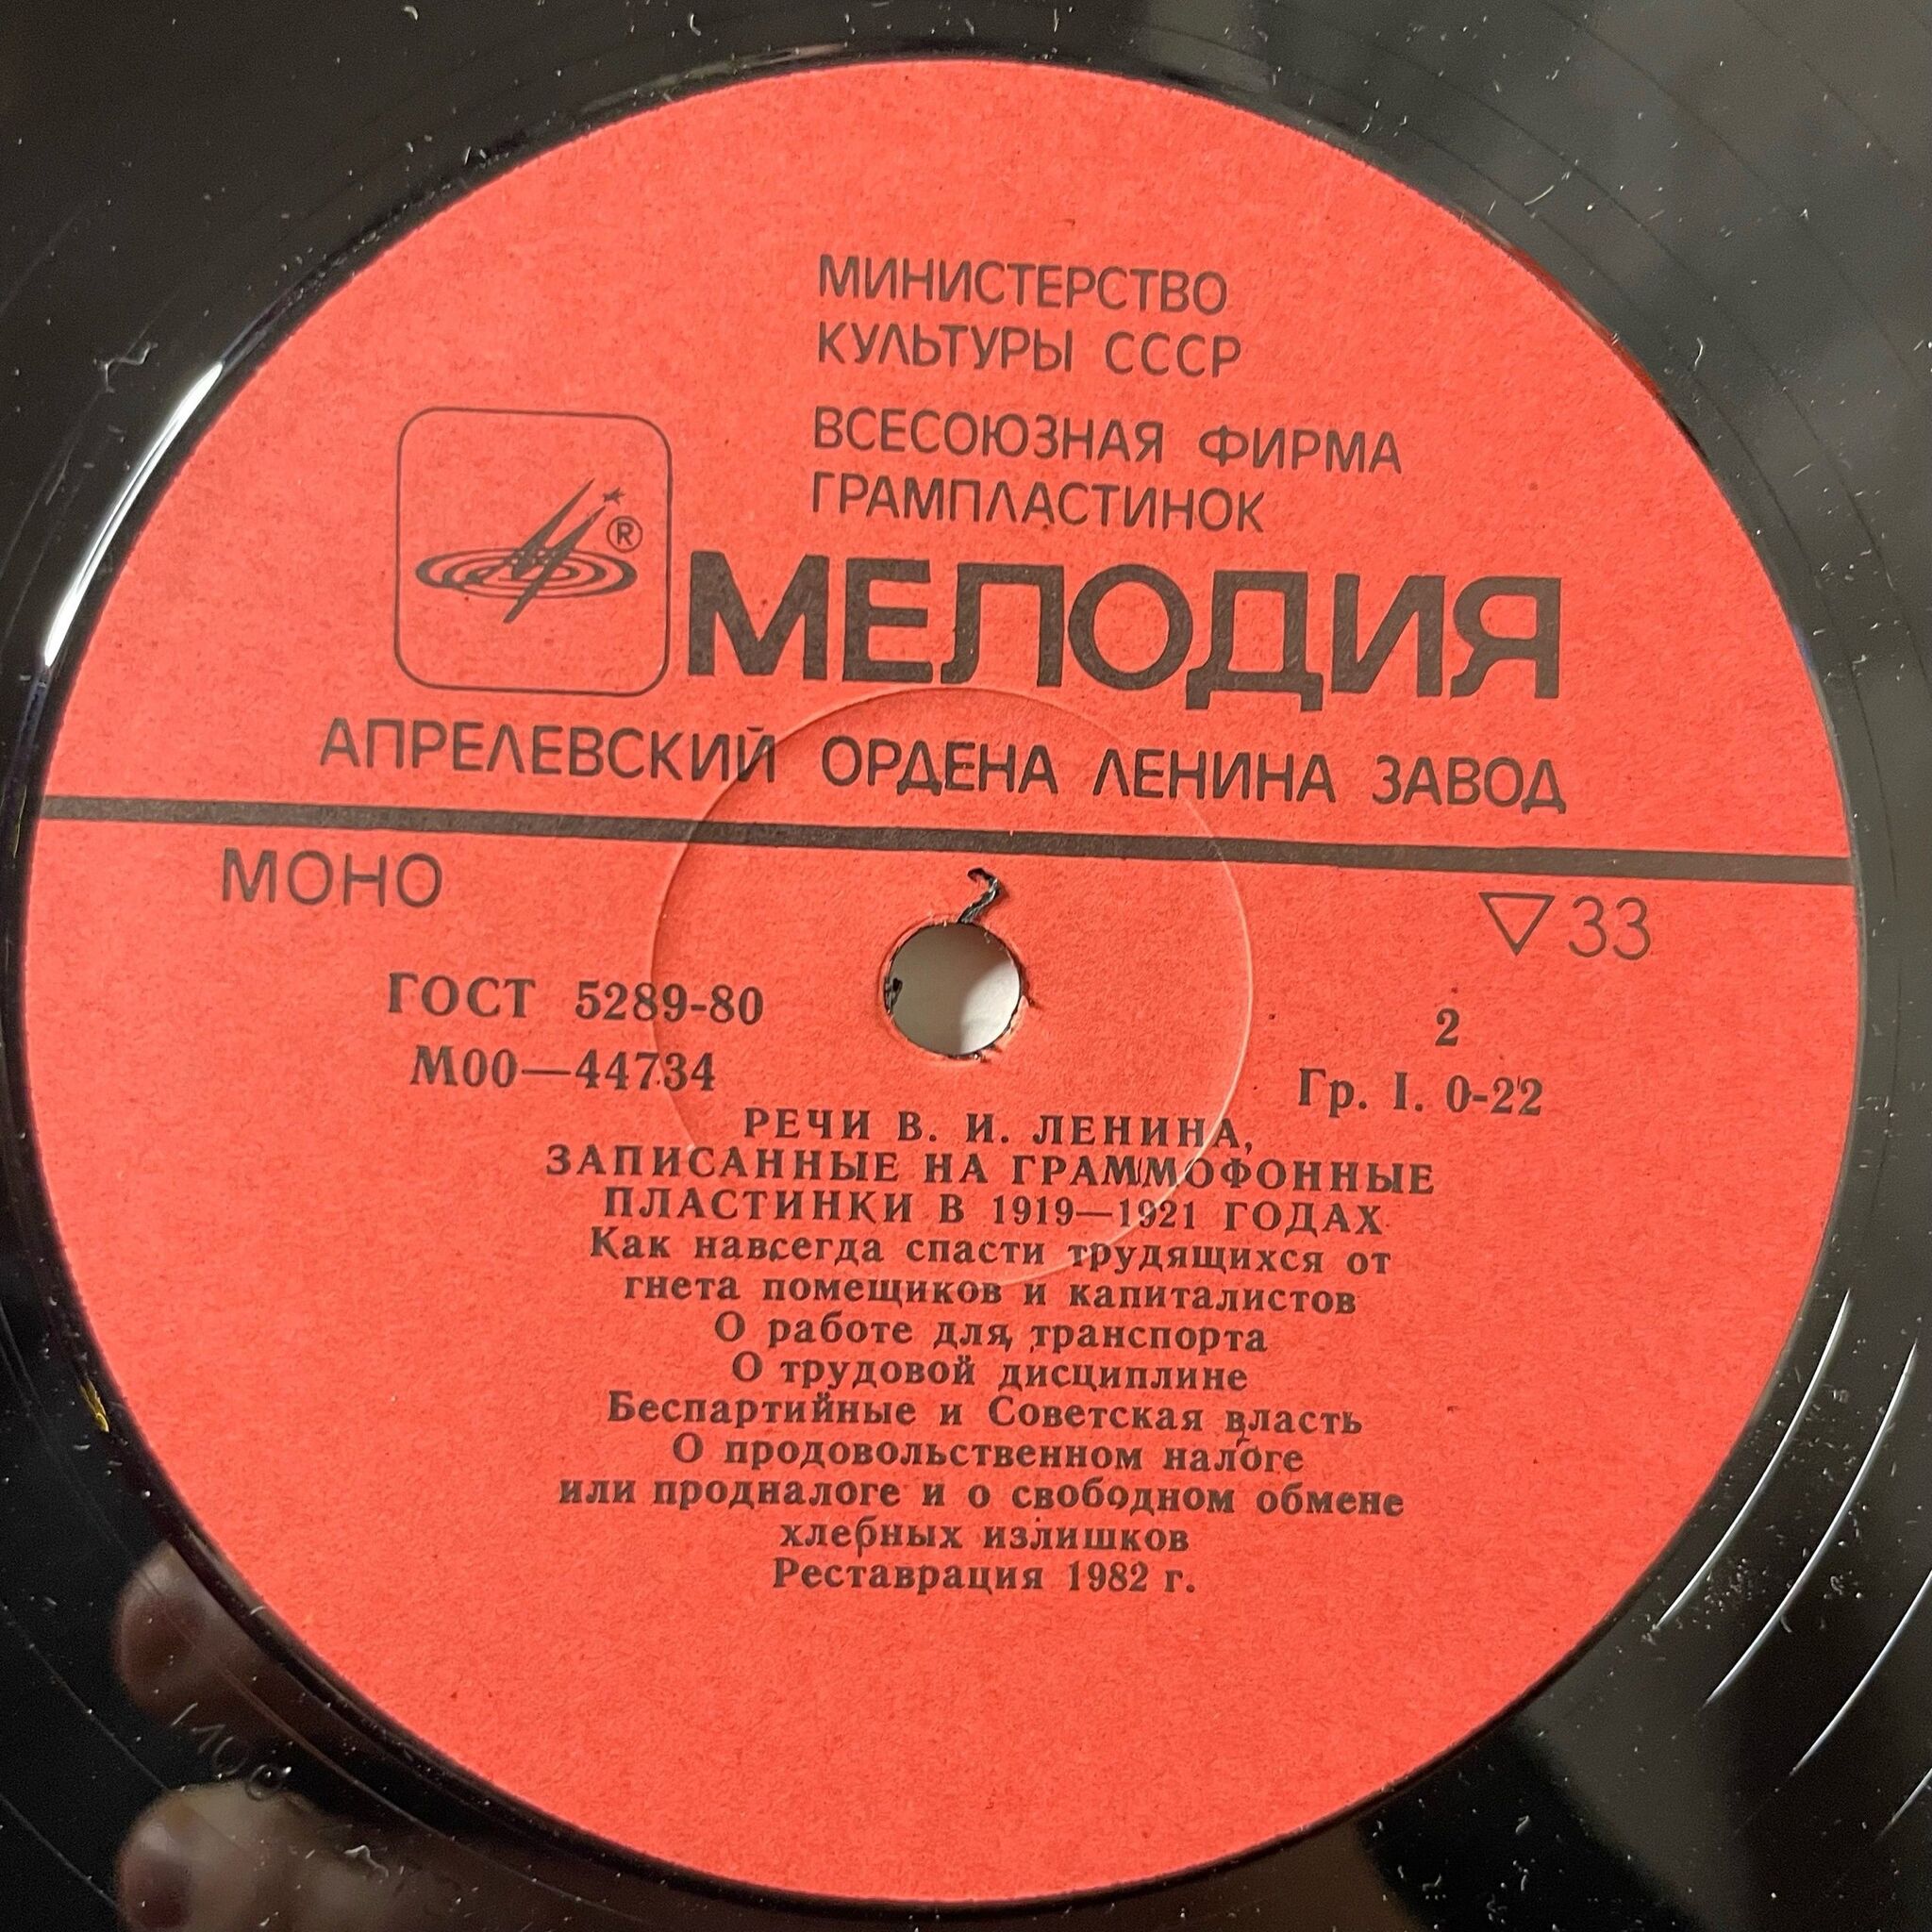 МИНИСТЕРСТВО
КУЛЬТУРЫ СССР
ВСЕСОЮЗНАЯ ФИРМА
ГРАМПЛАСТИНОК
®
МЕЛОДИЯ
АПРЕЛЕВСКИЙ ОРДЕНА ЛЕНИНА ЗАВОД
МОНО
▽33
ГОСТ 5289-80
2
М00—44734
Гр. I. 0-22
РЕЧИ В. И. ЛЕНИНА,
ЗАПИСАННЫЕ НА ГРАММОФОННЫЕ
ПЛАСТИНКИ В 1919—1921 ГОДАХ
Как навсегда спасти трудящихся от
гнета помещиков и капиталистов
О работе для транспорта
О трудовой дисциплине
Беспартийные и Советская власть
О продовольственном налоге
или продналоге и о свободном обмене
хлебных излишков
Реставрация 1982 г.